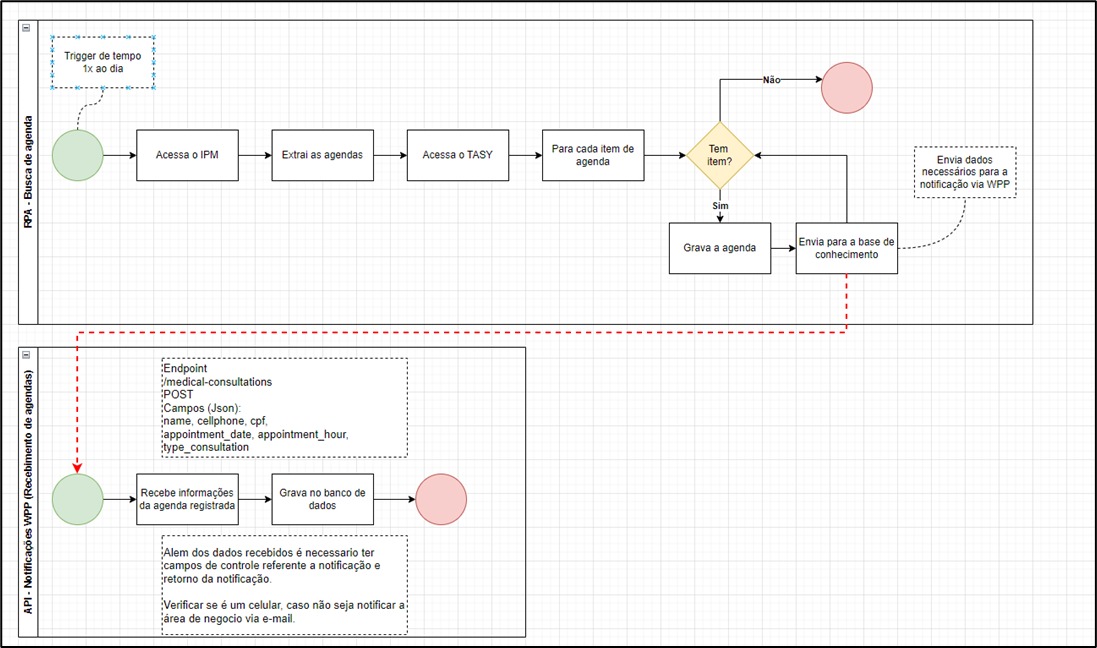 RPA - Busca de agenda
Trigger de tempo
1x ao dia
Acessa o IPM
Extrai as agendas
Acessa o TASY
Para cada item de
agenda
Tem
item?
Não
Sim
Grava a agenda
Envia para a base de
conhecimento
Envia dados
necessários para a
notificação via WPP
API - Notificações WPP (Recebimento de agendas)
Endpoint
/medical-consultations
POST
Campos (Json):
name, cellphone, cpf,
appointment_date, appointment_hour,
type_consultation
Recebe informações
da agenda registrada
Grava no banco de
dados
Alem dos dados recebidos é necessario ter
campos de controle referente a notificação e
retorno da notificação.
Verificar se é um celular, caso não seja notificar a
área de negocio via e-mail.